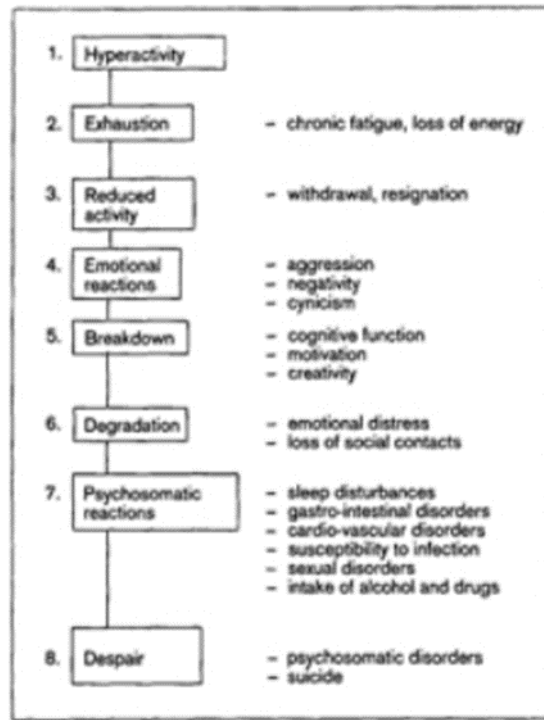 1. Hyperactivity
2. Exhaustion - chronic fatigue, loss of energy
3. Reduced activity - withdrawal, resignation
4. Emotional reactions - aggression
- negativity
- cynicism
5. Breakdown - cognitive function
- motivation
- creativity
6. Degradation - emotional distress
- loss of social contacts
7. Psychosomatic reactions - sleep disturbances
- gastro-intestinal disorders
- cardio-vascular disorders
- susceptibility to infection
- sexual disorders
- intake of alcohol and drugs
8. Despair - psychosomatic disorders
- suicide